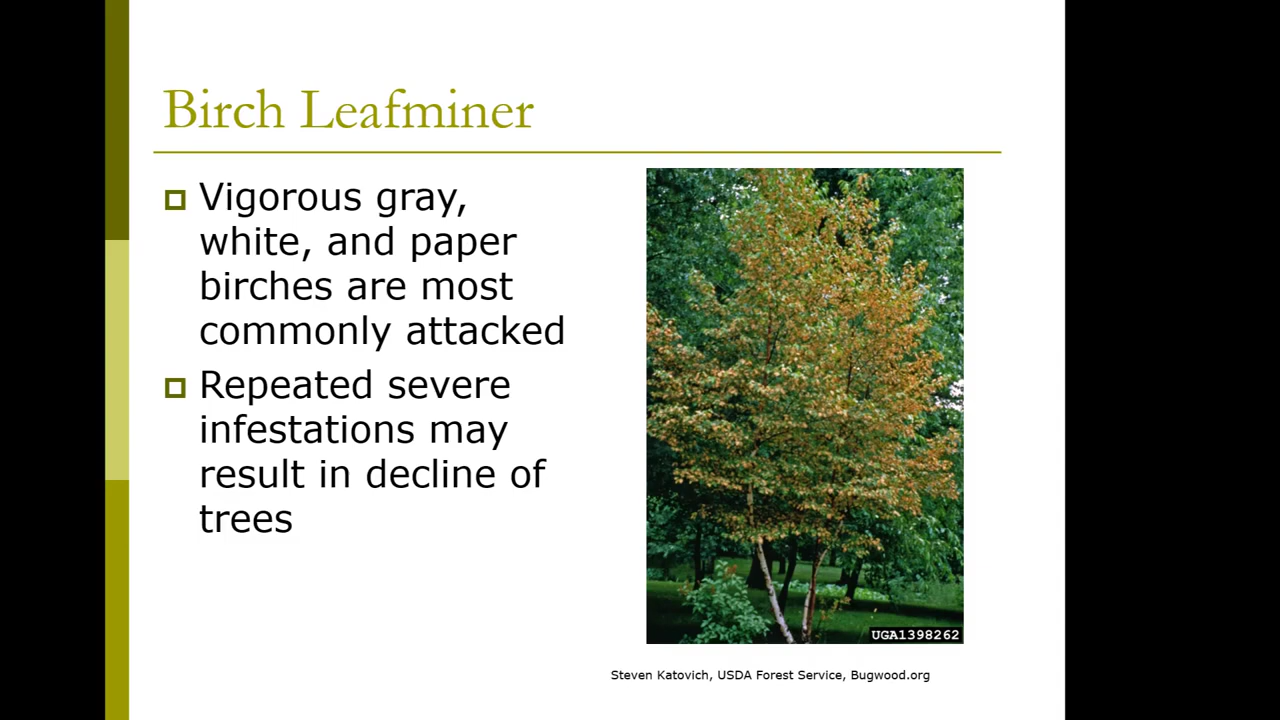 Birch Leafminer
Vigorous gray,
white, and paper
birches are most
commonly attacked
Repeated severe
infestations may
result in decline of
trees
UGA1398262
Steven Katovich, USDA Forest Service, Bugwood.org